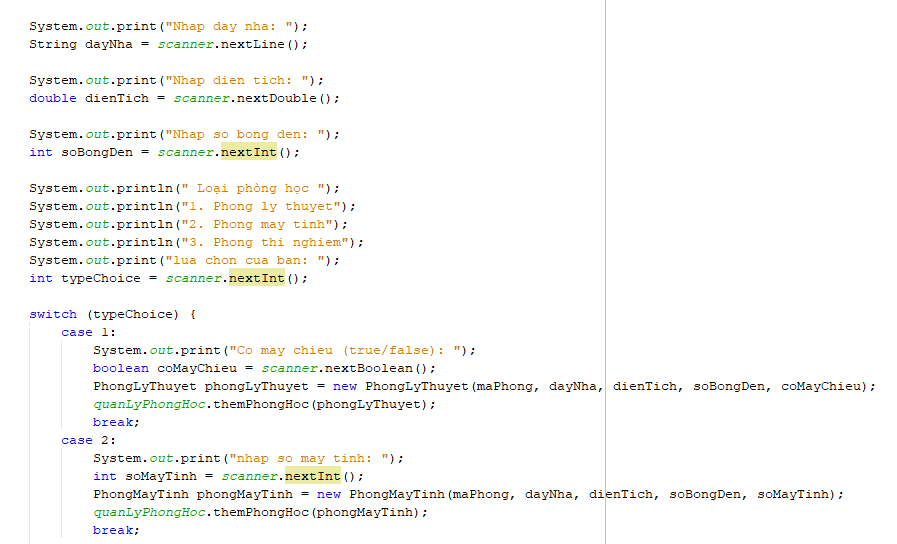 System.out.print("Nhap day nha: ");
String dayNha = scanner.nextLine();
System.out.print("Nhap dien tich: ");
double dienTich = scanner.nextDouble();
System.out.print("Nhap so bong den: ");
int soBongDen = scanner.nextInt();
System.out.println(" Loại phòng học ");
System.out.println("1. Phong ly thuyet");
System.out.println("2. Phong may tinh");
System.out.println("3. Phong thi nghiem");
System.out.println("lua chon cua ban: ");
int typeChoice = scanner.nextInt();
switch (typeChoice) {
case 1:
System.out.print("Co may chieu (true/false): ");
boolean coMayChieu = scanner.nextBoolean();
PhongLyThuyet phongLyThuyet = new PhongLyThuyet(maPhong, dayNha, dienTich, soBongDen, coMayChieu);
quanLyPhongHoc.themPhongHoc(phongLyThuyet);
break;
case 2:
System.out.print("nhap so may tinh: ");
int soMayTinh = scanner.nextInt();
PhongMayTinh phongMayTinh = new PhongMayTinh(maPhong, dayNha, dienTich, soBongDen, soMayTinh);
quanLyPhongHoc.themPhongHoc(phongMayTinh);
break;